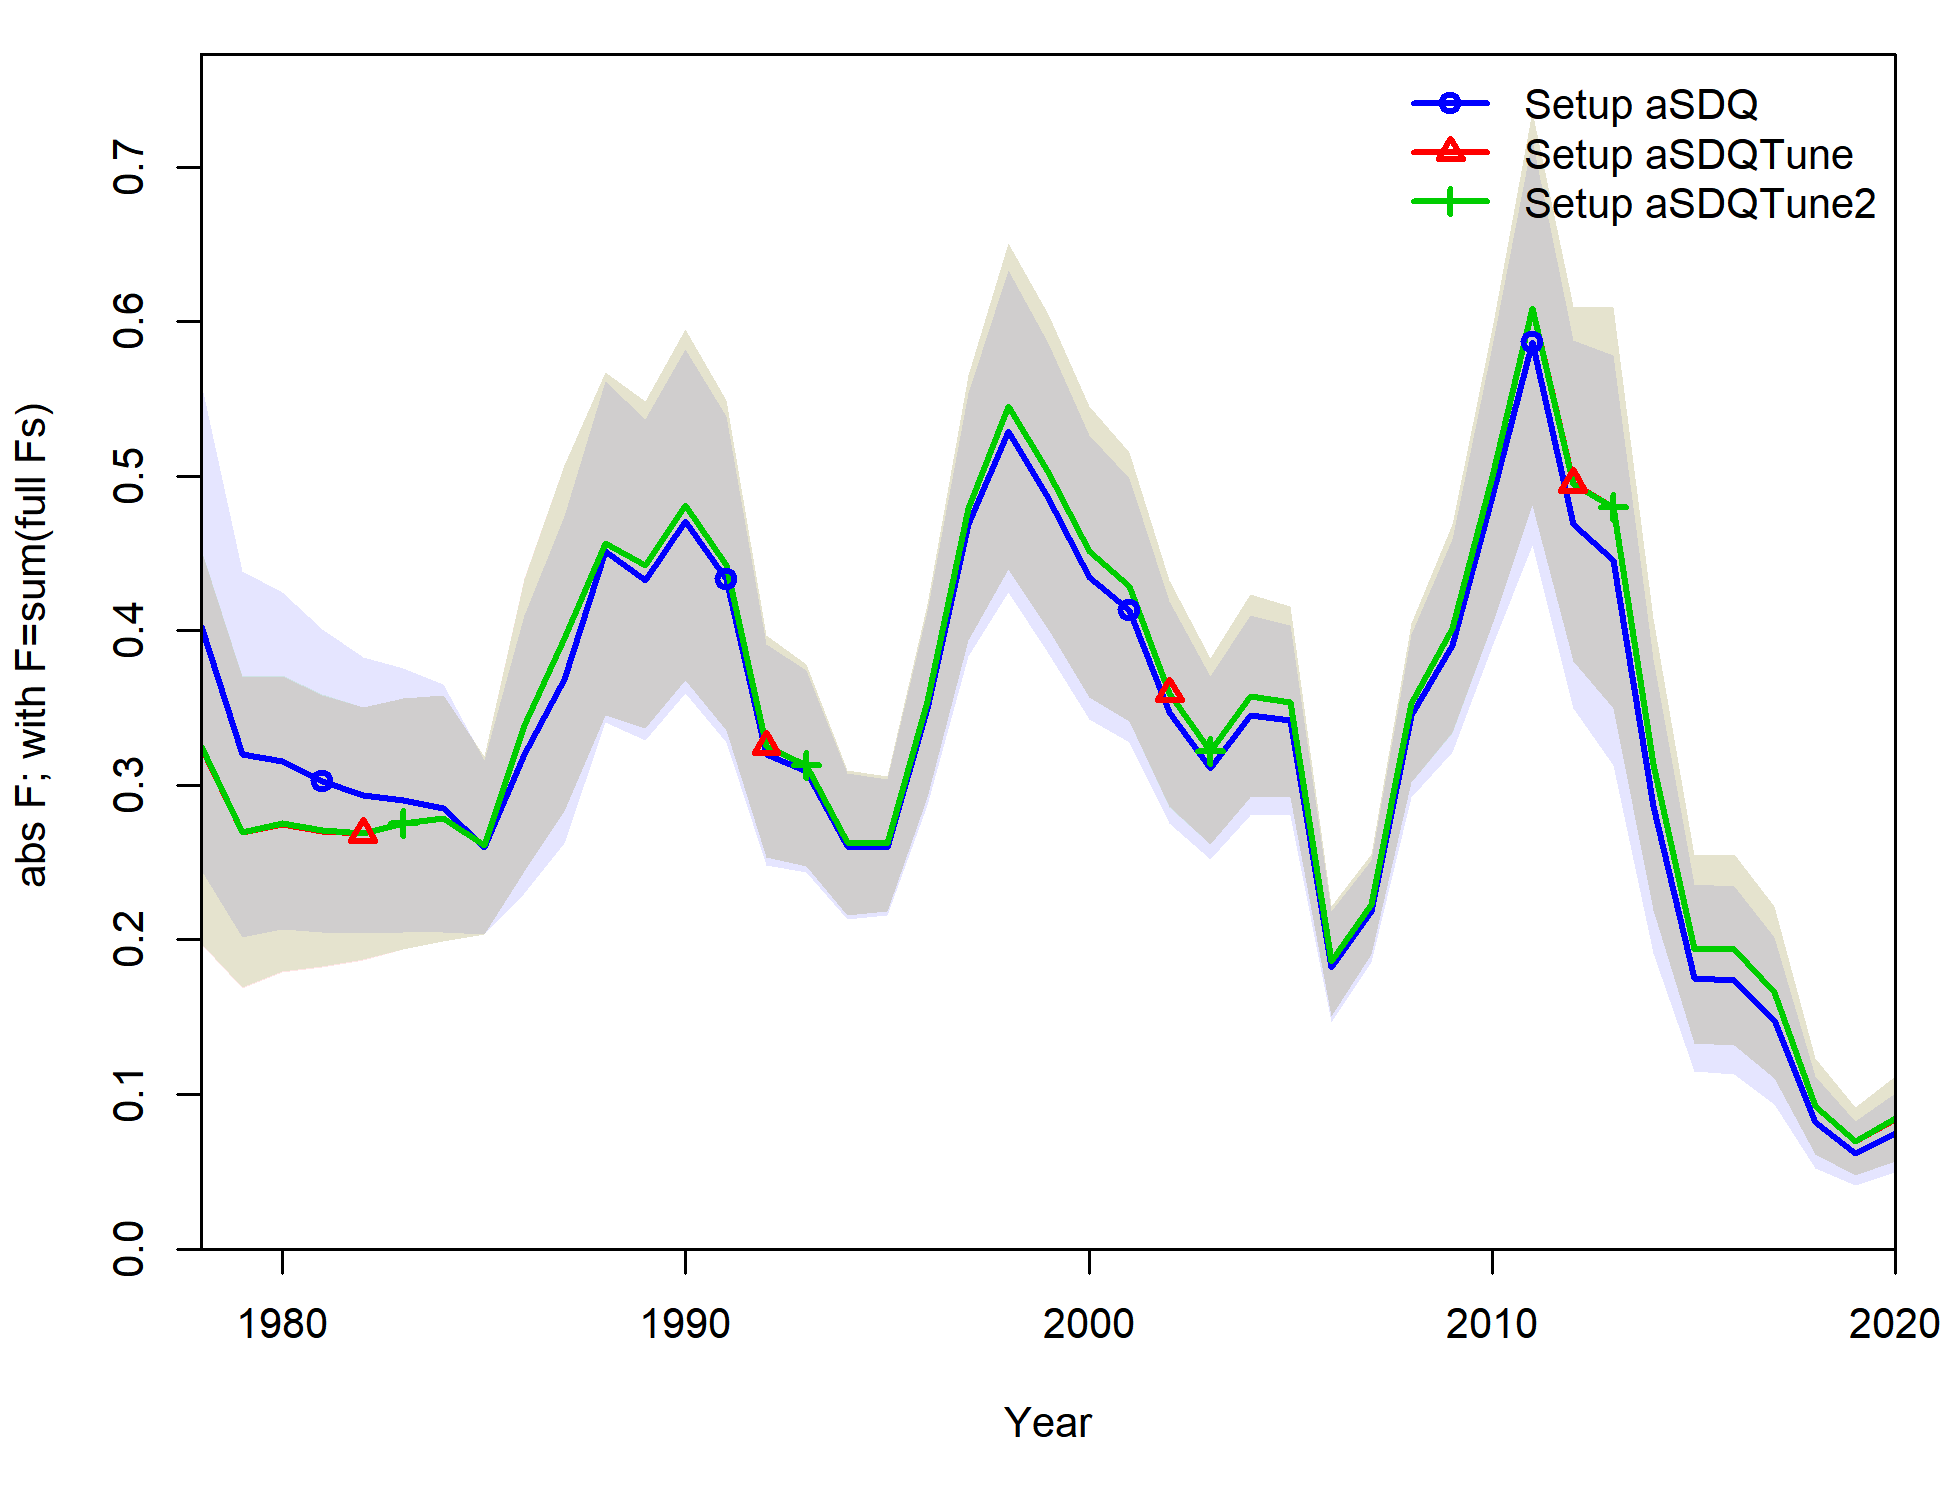 Setup aSDQ
Setup aSDQTune
Setup aSDQTune2
abs F; with F=sum(full Fs)
0.7
0.6
0.5
0.4
0.3
0.2
0.1
0.0
1980 1990 2000 2010 2020
Year